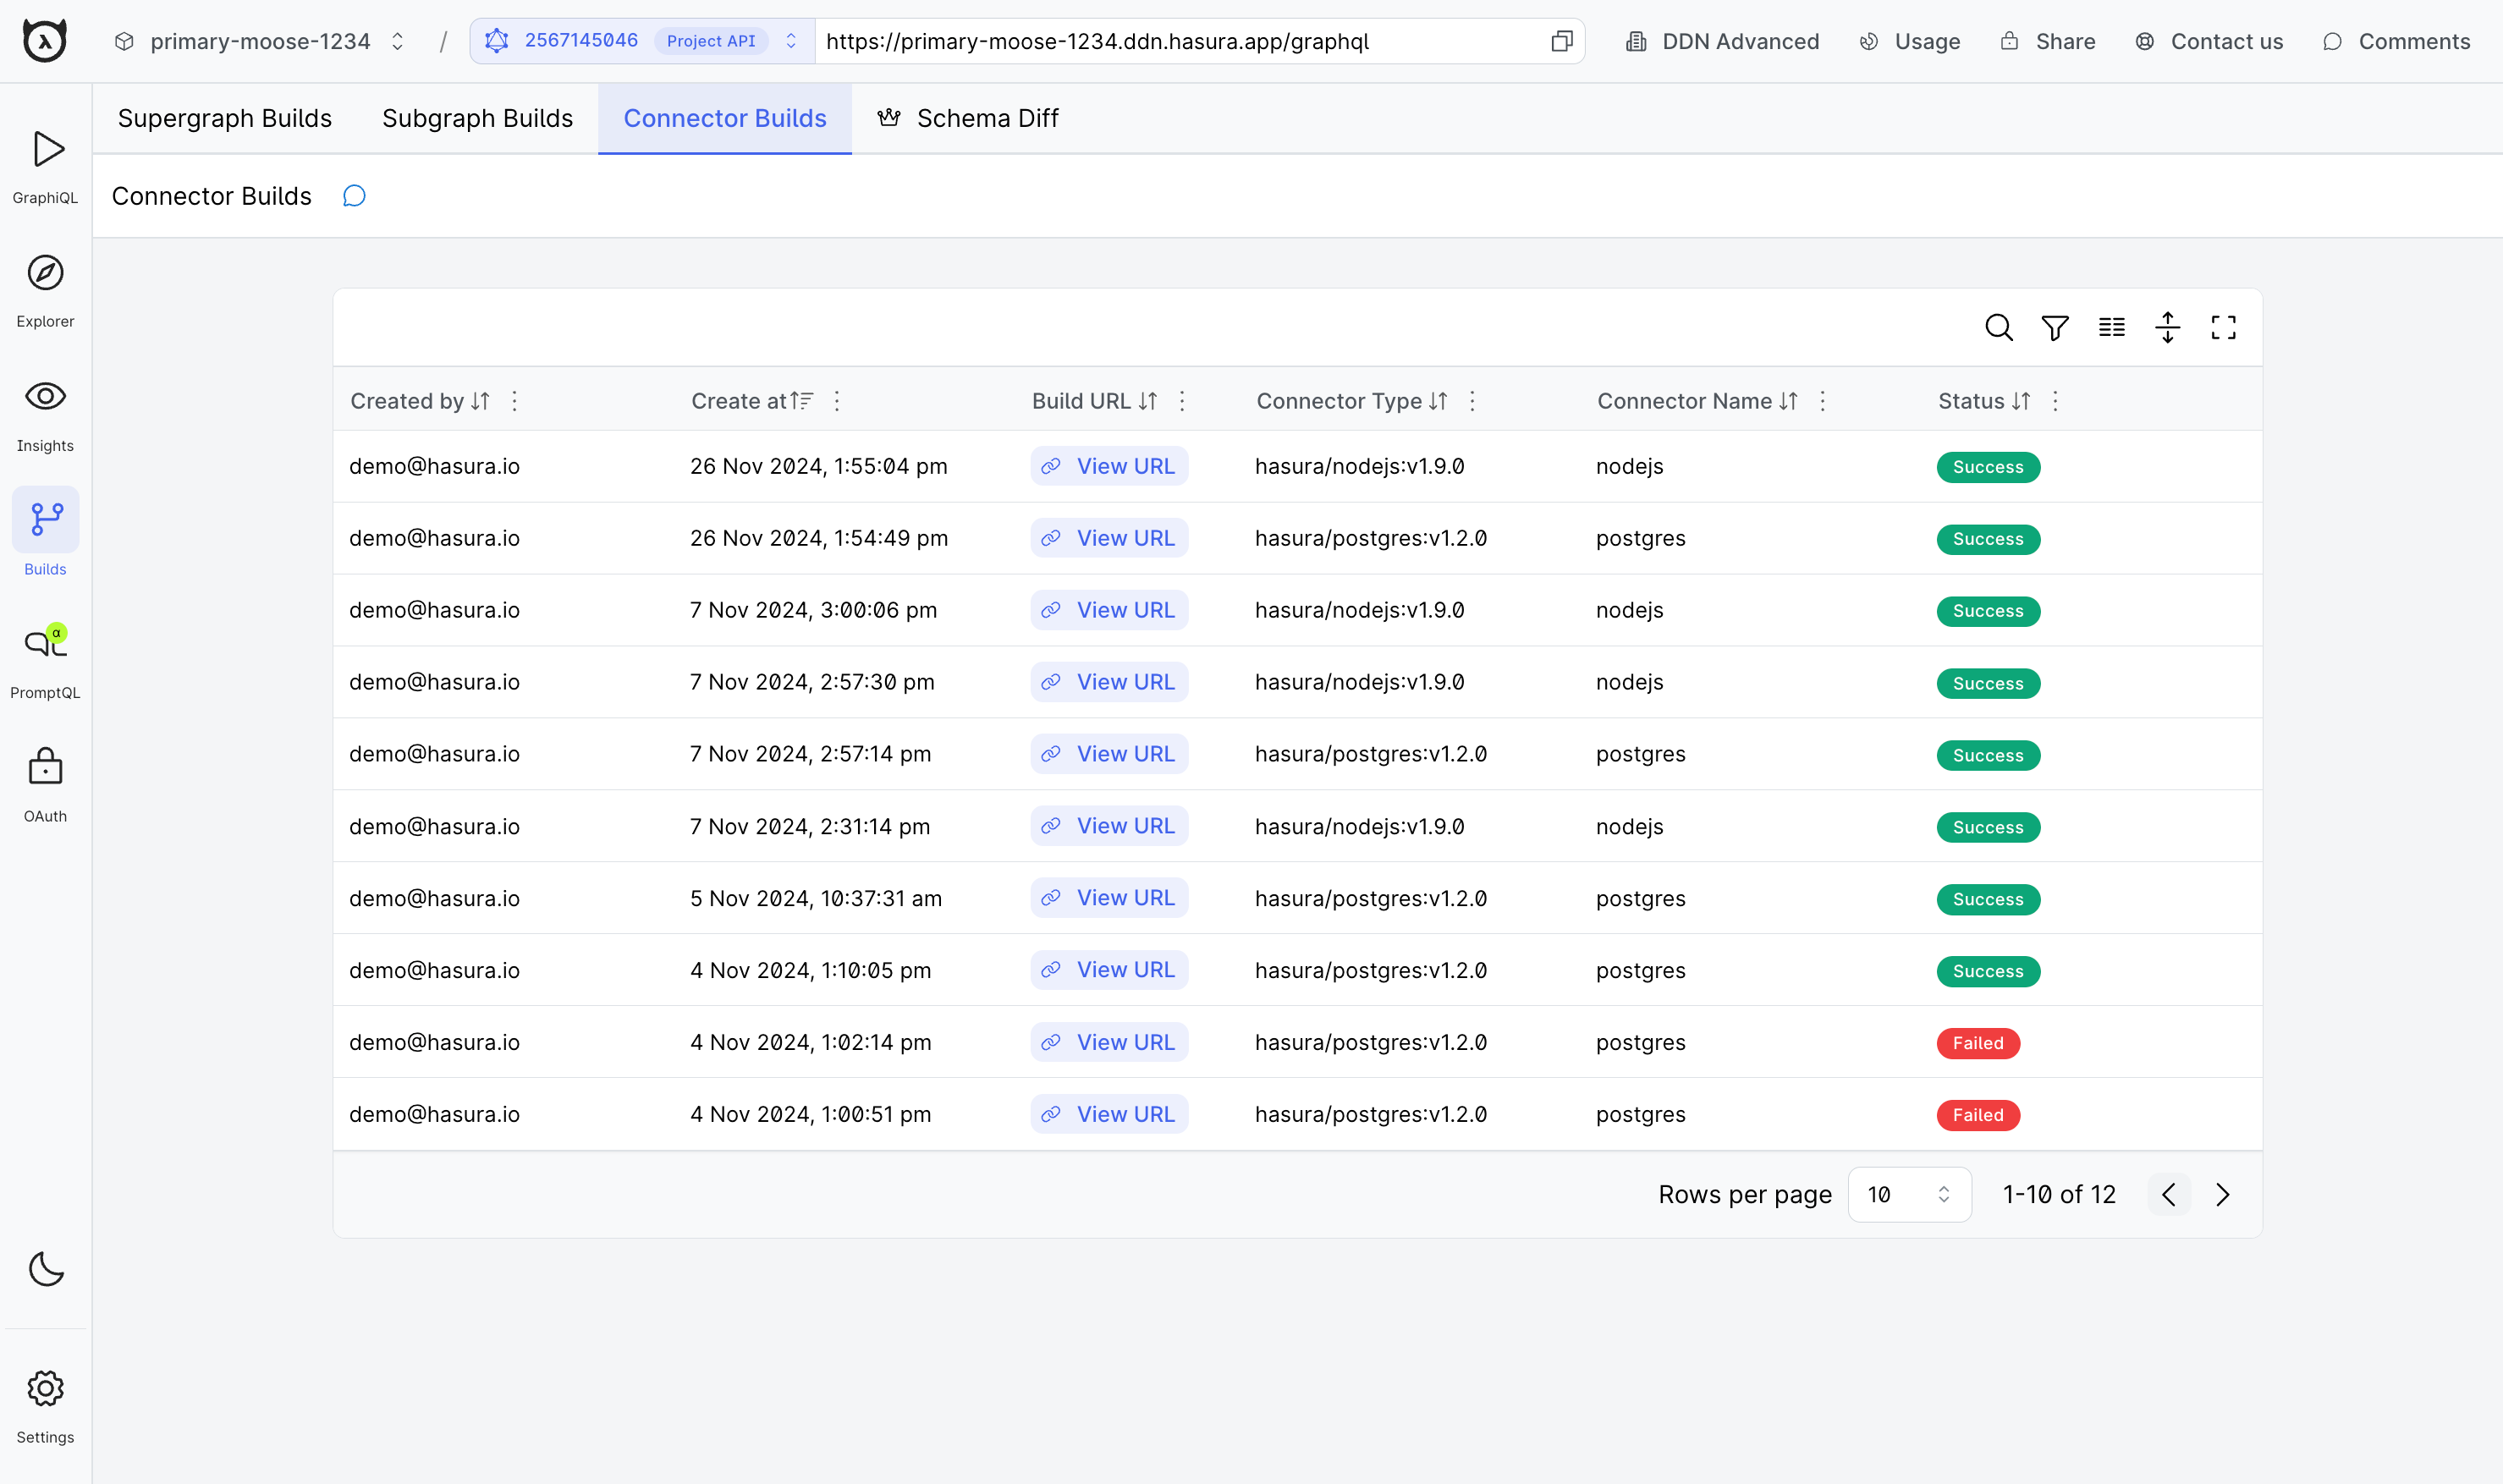 primary-moose-1234 / 2567145046 Project API https://primary-moose-1234.ddn.hasura.app/graphql DDN Advanced Usage Share Contact us Comments
Supergraph Builds Subgraph Builds Connector Builds Schema Diff
Connector Builds
GraphiQL
Explorer
Insights
Builds
α
PromptQL
OAuth
Settings
Created by Create at Build URL Connector Type Connector Name Status
demo@hasura.io 26 Nov 2024, 1:55:04 pm View URL hasura/nodejs:v1.9.0 nodejs Success
demo@hasura.io 26 Nov 2024, 1:54:49 pm View URL hasura/postgres:v1.2.0 postgres Success
demo@hasura.io 7 Nov 2024, 3:00:06 pm View URL hasura/nodejs:v1.9.0 nodejs Success
demo@hasura.io 7 Nov 2024, 2:57:30 pm View URL hasura/nodejs:v1.9.0 nodejs Success
demo@hasura.io 7 Nov 2024, 2:57:14 pm View URL hasura/postgres:v1.2.0 postgres Success
demo@hasura.io 7 Nov 2024, 2:31:14 pm View URL hasura/nodejs:v1.9.0 nodejs Success
demo@hasura.io 5 Nov 2024, 10:37:31 am View URL hasura/postgres:v1.2.0 postgres Success
demo@hasura.io 4 Nov 2024, 1:10:05 pm View URL hasura/postgres:v1.2.0 postgres Success
demo@hasura.io 4 Nov 2024, 1:02:14 pm View URL hasura/postgres:v1.2.0 postgres Failed
demo@hasura.io 4 Nov 2024, 1:00:51 pm View URL hasura/postgres:v1.2.0 postgres Failed
Rows per page 10 1-10 of 12